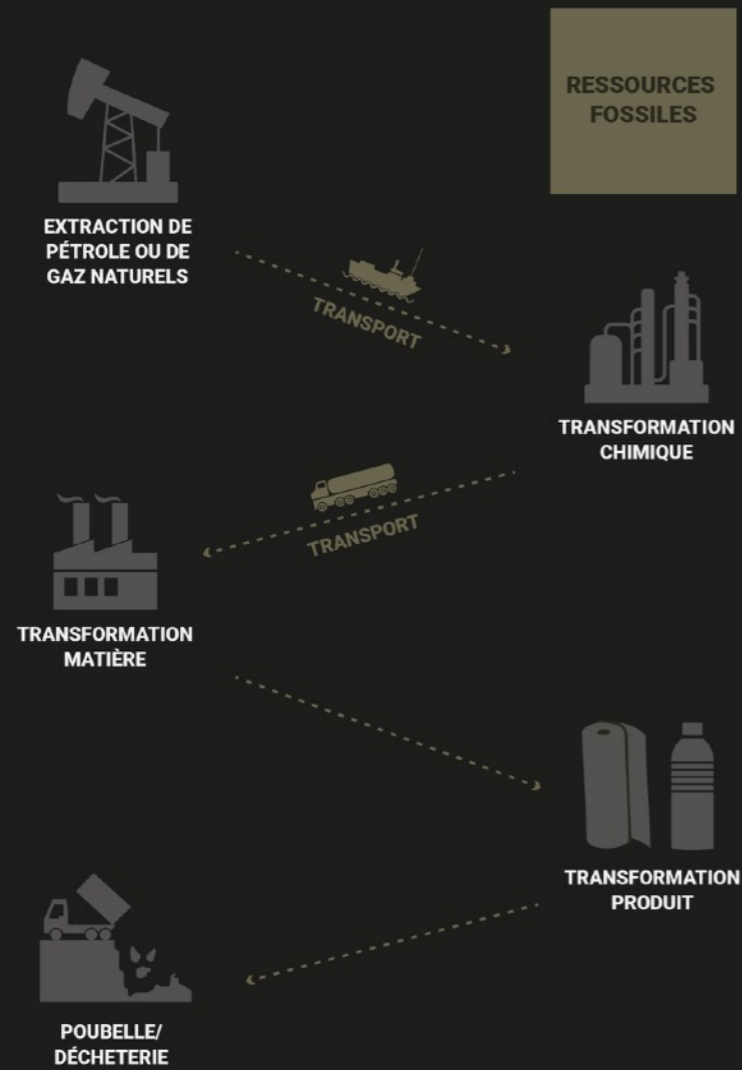 RESSOURCES
FOSSILES
EXTRACTION DE
PÉTROLE OU DE
GAZ NATURELS
TRANSPORT
TRANSFORMATION
CHIMIQUE
TRANSPORT
TRANSFORMATION
MATIÈRE
TRANSFORMATION
PRODUIT
POUBELLE/
DÉCHETERIE